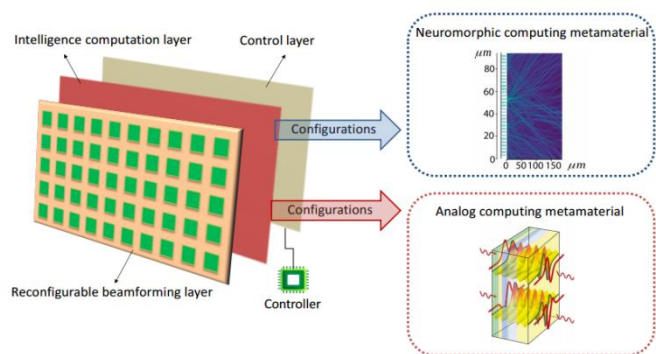 Intelligence computation layer
Control layer
Reconfigurable beamforming layer
Controller
Configurations
Configurations
Neuromorphic computing metamaterial
μm
80
60
40
20
0
0 50 100 150 μm
Analog computing metamaterial